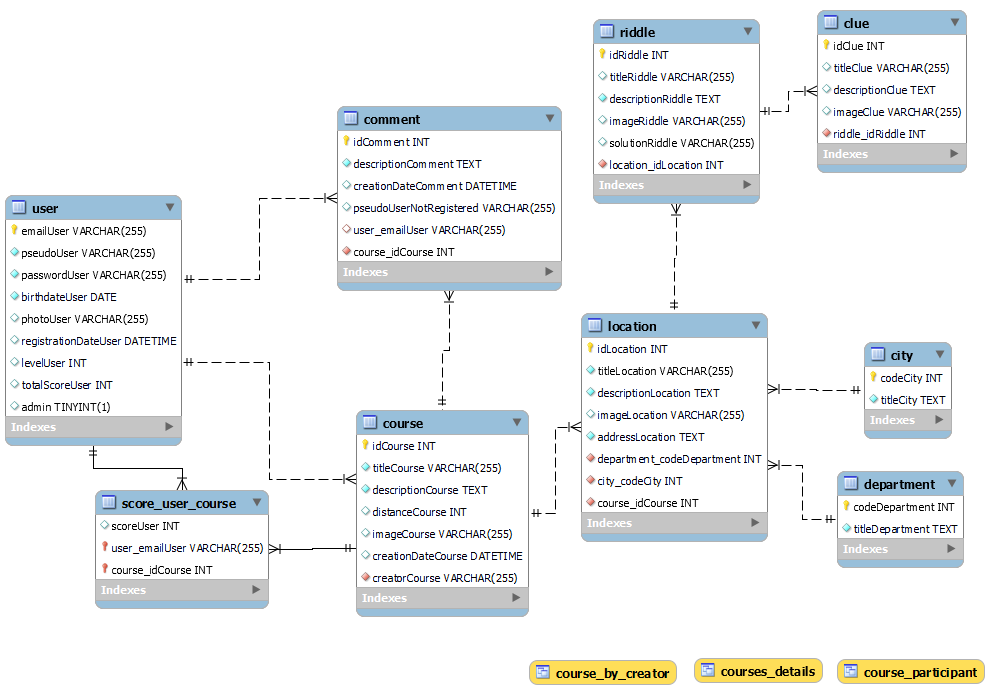 user
emailUser VARCHAR(255)
pseudoUser VARCHAR(255)
passwordUser VARCHAR(255)
birthdateUser DATE
photoUser VARCHAR(255)
registrationDateUser DATETIME
levelUser INT
totalScoreUser INT
admin TINYINT(1)
Indexes
score_user_course
scoreUser INT
user_emailUser VARCHAR(255)
course_idCourse INT
Indexes
comment
idComment INT
descriptionComment TEXT
creationDateComment DATETIME
pseudoUserNotRegistered VARCHAR(255)
user_emailUser VARCHAR(255)
course_idCourse INT
Indexes
course
idCourse INT
titleCourse VARCHAR(255)
descriptionCourse TEXT
distanceCourse INT
imageCourse VARCHAR(255)
creationDateCourse DATETIME
creatorCourse VARCHAR(255)
Indexes
riddle
idRiddle INT
titleRiddle VARCHAR(255)
descriptionRiddle TEXT
imageRiddle VARCHAR(255)
solutionRiddle VARCHAR(255)
location_idLocation INT
Indexes
clue
idClue INT
titleClue VARCHAR(255)
descriptionClue TEXT
imageClue VARCHAR(255)
riddle_idRiddle INT
Indexes
location
idLocation INT
titleLocation VARCHAR(255)
descriptionLocation TEXT
imageLocation VARCHAR(255)
addressLocation TEXT
department_codeDepartment INT
city_codeCity INT
course_idCourse INT
Indexes
city
codeCity INT
titleCity TEXT
Indexes
department
codeDepartment INT
titleDepartment TEXT
Indexes
course_by_creator
courses_details
course_participant